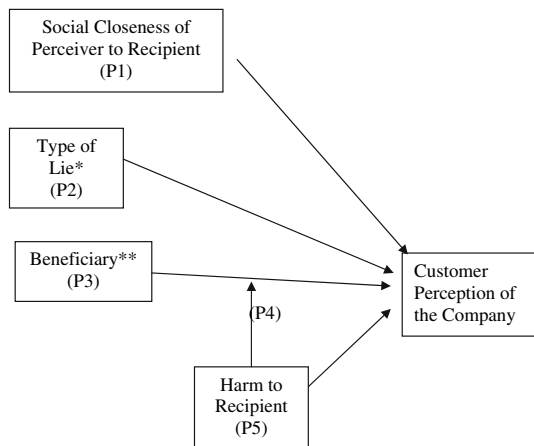 Social Closeness of
Perceiver to Recipient
(P1)
Type of
Lie*
(P2)
Beneficiary**
(P3)
Customer
Perception of
the Company
(P4)
Harm to
Recipient
(P5)